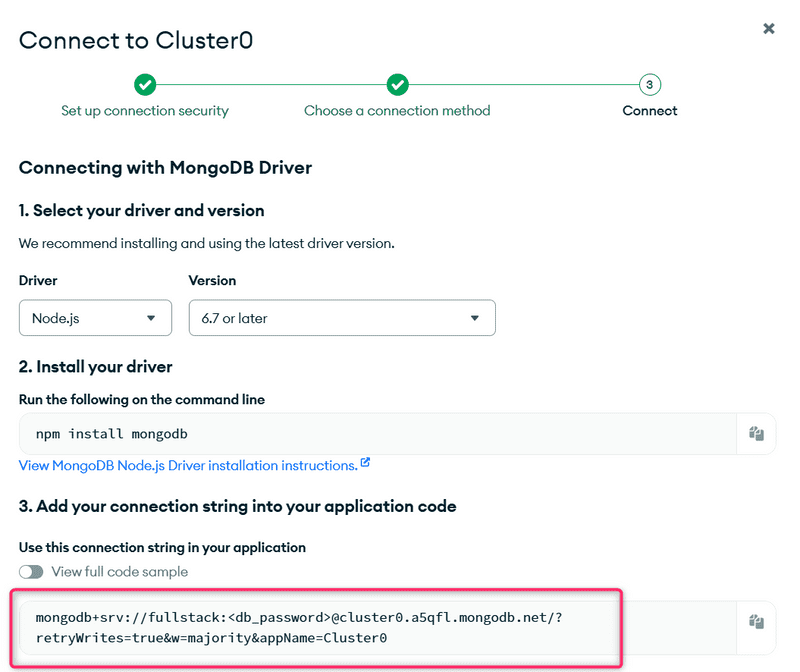 Connect to Cluster0
3
Set up connection security
Choose a connection method
Connect
Connecting with MongoDB Driver
1. Select your driver and version
We recommend installing and using the latest driver version.
Driver
Version
Node.js
6.7 or later
2. Install your driver
Run the following on the command line
npm install mongodb
View MongoDB Node.js Driver installation instructions.
3. Add your connection string into your application code
Use this connection string in your application
View full code sample
mongodb+srv://fullstack:<db_password>@cluster0.a5qfl.mongodb.net/?
retryWrites=true&w=majority&appName=Cluster0